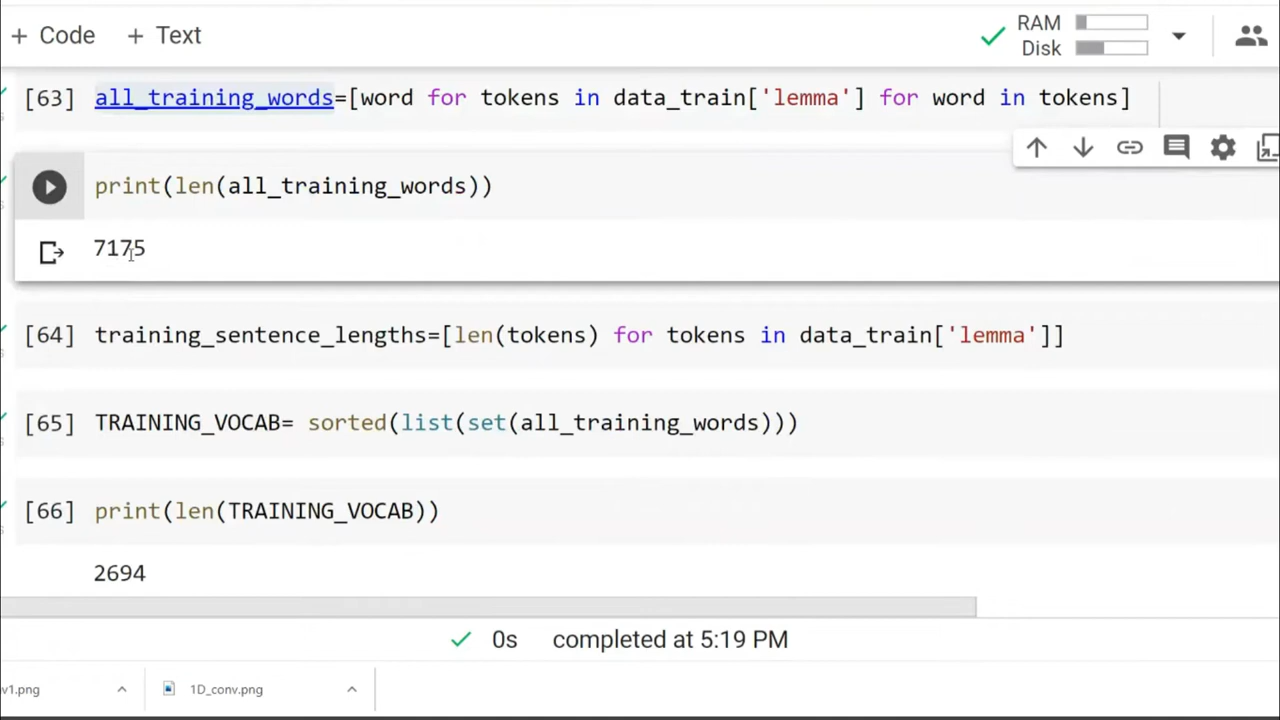 + Code + Text
RAM
Disk
[63] all_training_words=[word for tokens in data_train['lemma'] for word in tokens]
print(len(all_training_words))
7175
[64] training_sentence_lengths=[len(tokens) for tokens in data_train['lemma']]
[65] TRAINING_VOCAB= sorted(list(set(all_training_words)))
[66] print(len(TRAINING_VOCAB))
2694
0s completed at 5:19 PM
v1.png 1D_conv.png